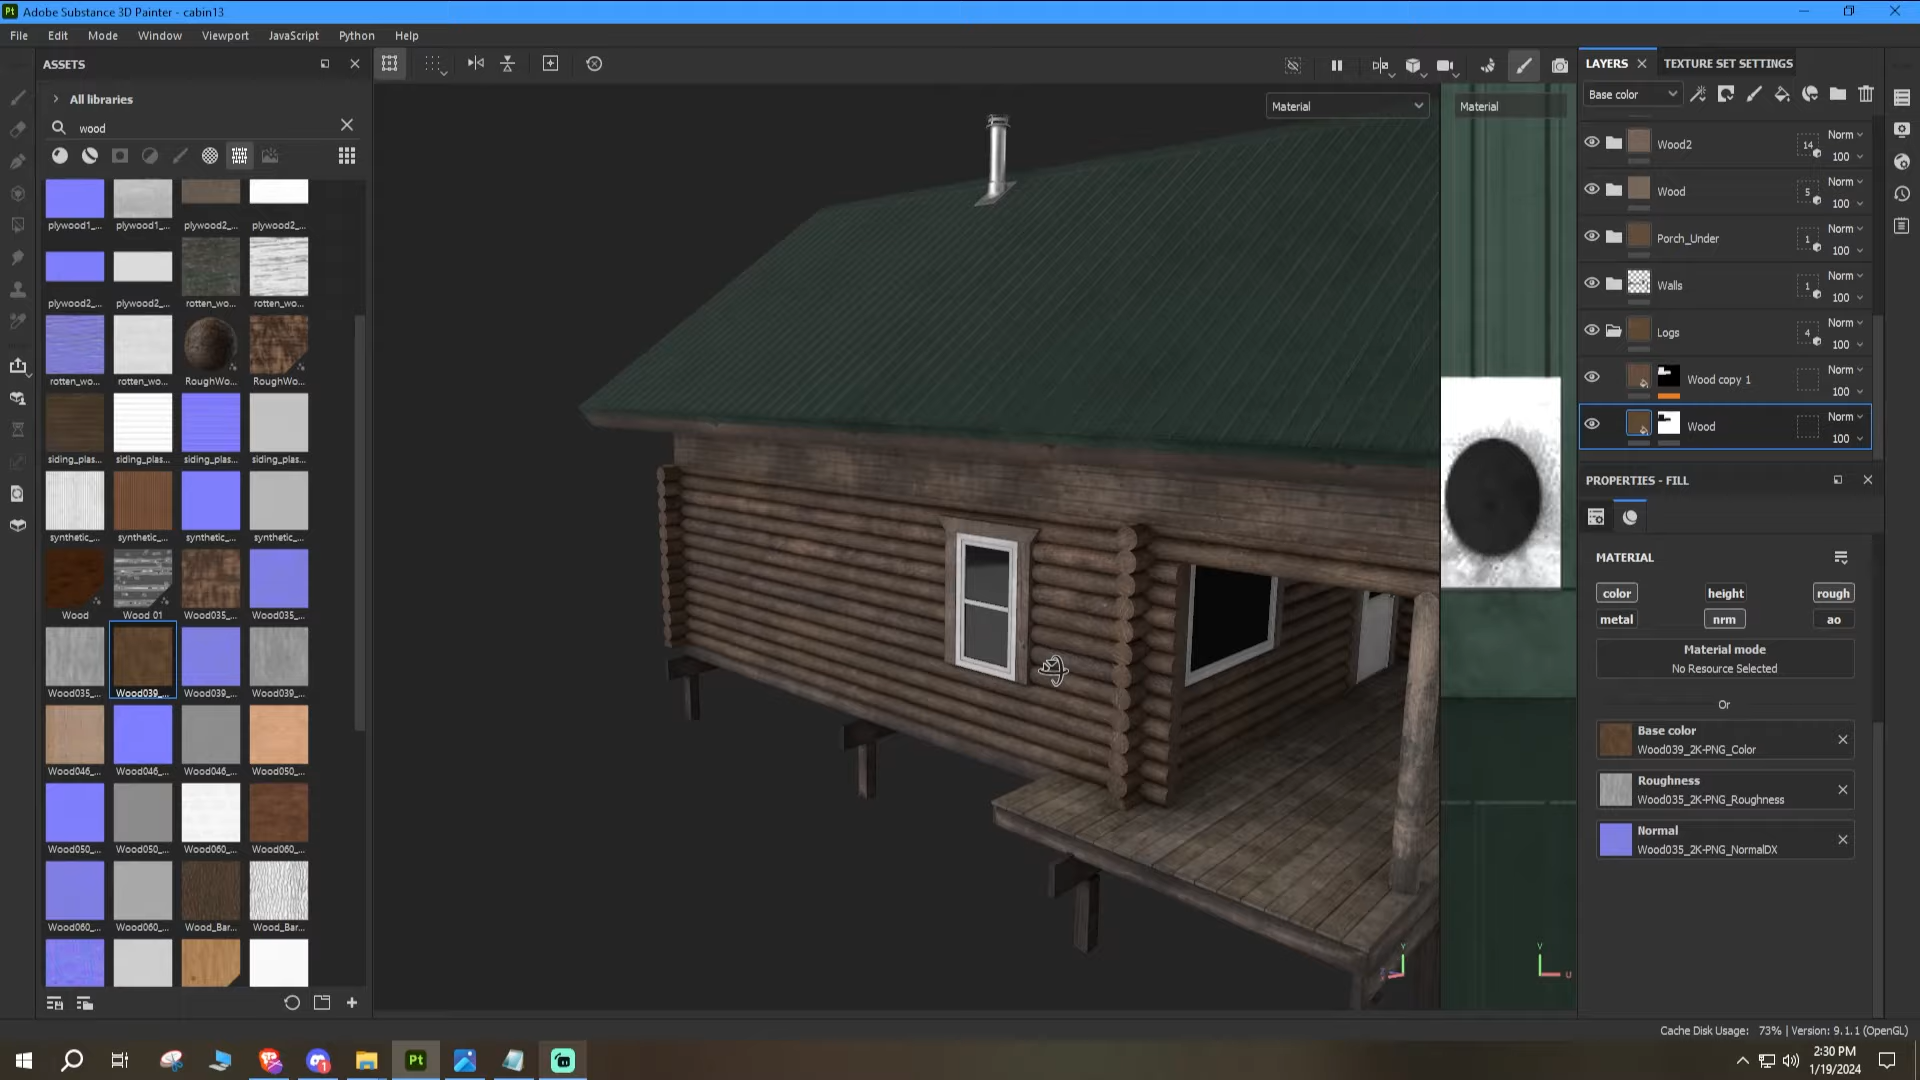 Pt Adobe Substance 3D Painter - cabin13
File Edit Mode Window Viewport JavaScript Python Help
ASSETS
All libraries
wood
plywood1_... plywood1_... plywood2_... plywood2_...
plywood2_... plywood2_... rotten_wo... rotten_wo...
rotten_wo... rotten_wo... RoughWo... RoughWo...
siding_plas... siding_plas... siding_plas... siding_plas...
synthetic_... synthetic_... synthetic_... synthetic_...
Wood Wood 01 Wood035_... Wood035_...
Wood035_... Wood039_... Wood039_... Wood039_...
Wood046_... Wood046_... Wood046_... Wood050_...
Wood050_... Wood050_... Wood060_... Wood060_...
Wood060_... Wood060_... Wood_Bar... Wood_Bar...
Material
Material
Y
V
U
LAYERS TEXTURE SET SETTINGS
Base color
Wood2 14 Norm 100
Wood 5 Norm 100
Porch_Under 1 Norm 100
Walls 1 Norm 100
Logs 4 Norm 100
Wood copy 1 Norm 100
Wood Norm 100
PROPERTIES - FILL
MATERIAL
color height rough
metal nrm ao
Material mode
No Resource Selected
Or
Base color
Wood039_2K-PNG_Color
Roughness
Wood035_2K-PNG_Roughness
Normal
Wood035_2K-PNG_NormalDX
Cache Disk Usage: 73% | Version: 9.1.1 (OpenGL)
Pt
1
2:30 PM
1/19/2024